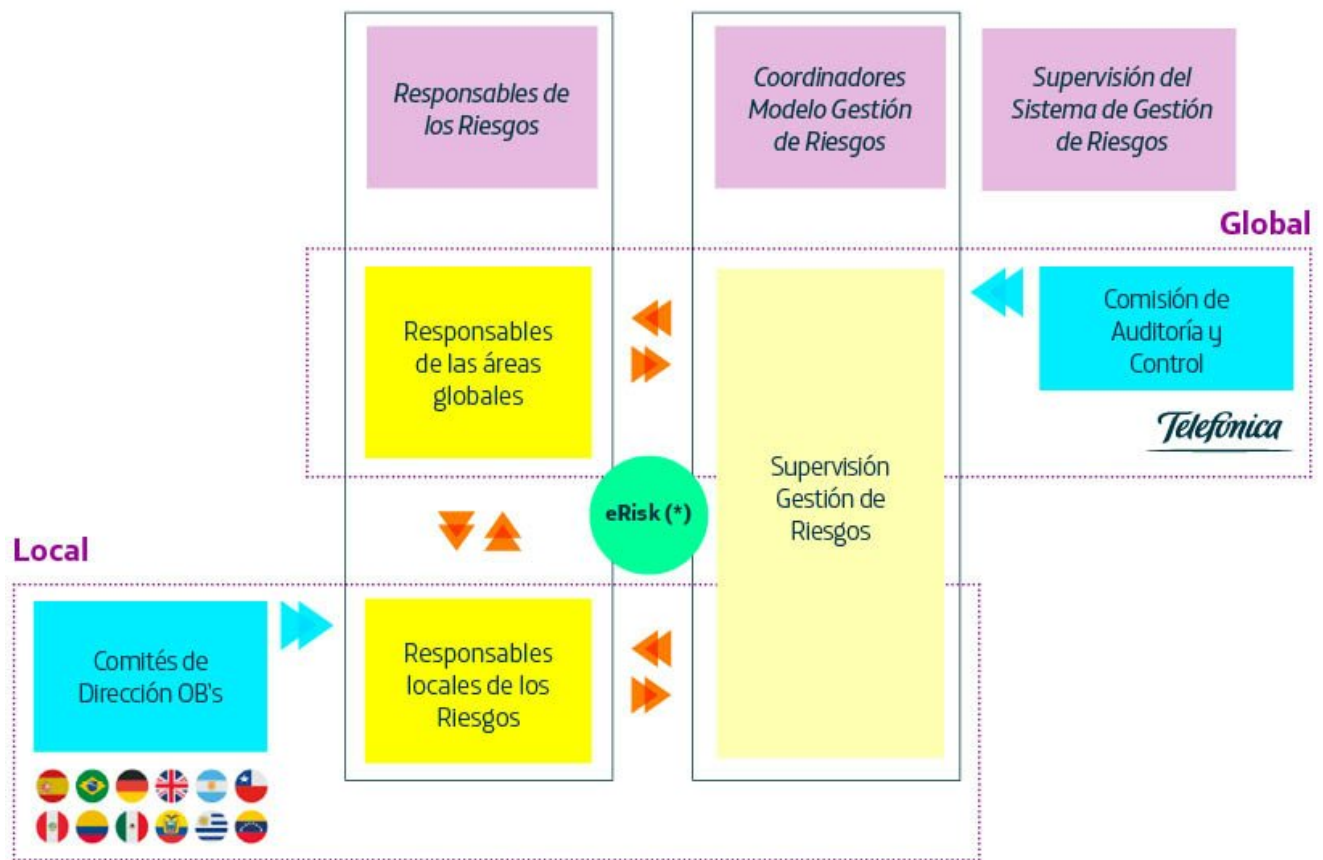 Responsables de
los Riesgos
Coordinadores
Modelo Gestión
de Riesgos
Supervisión del
Sistema de Gestión
de Riesgos
Global
Responsables
de las áreas
globales
Comisión de
Auditoría y
Control
Telefónica
Supervisión
Gestión de
Riesgos
eRisk (*)
Local
Comités de
Dirección OB's
Responsables
locales de los
Riesgos